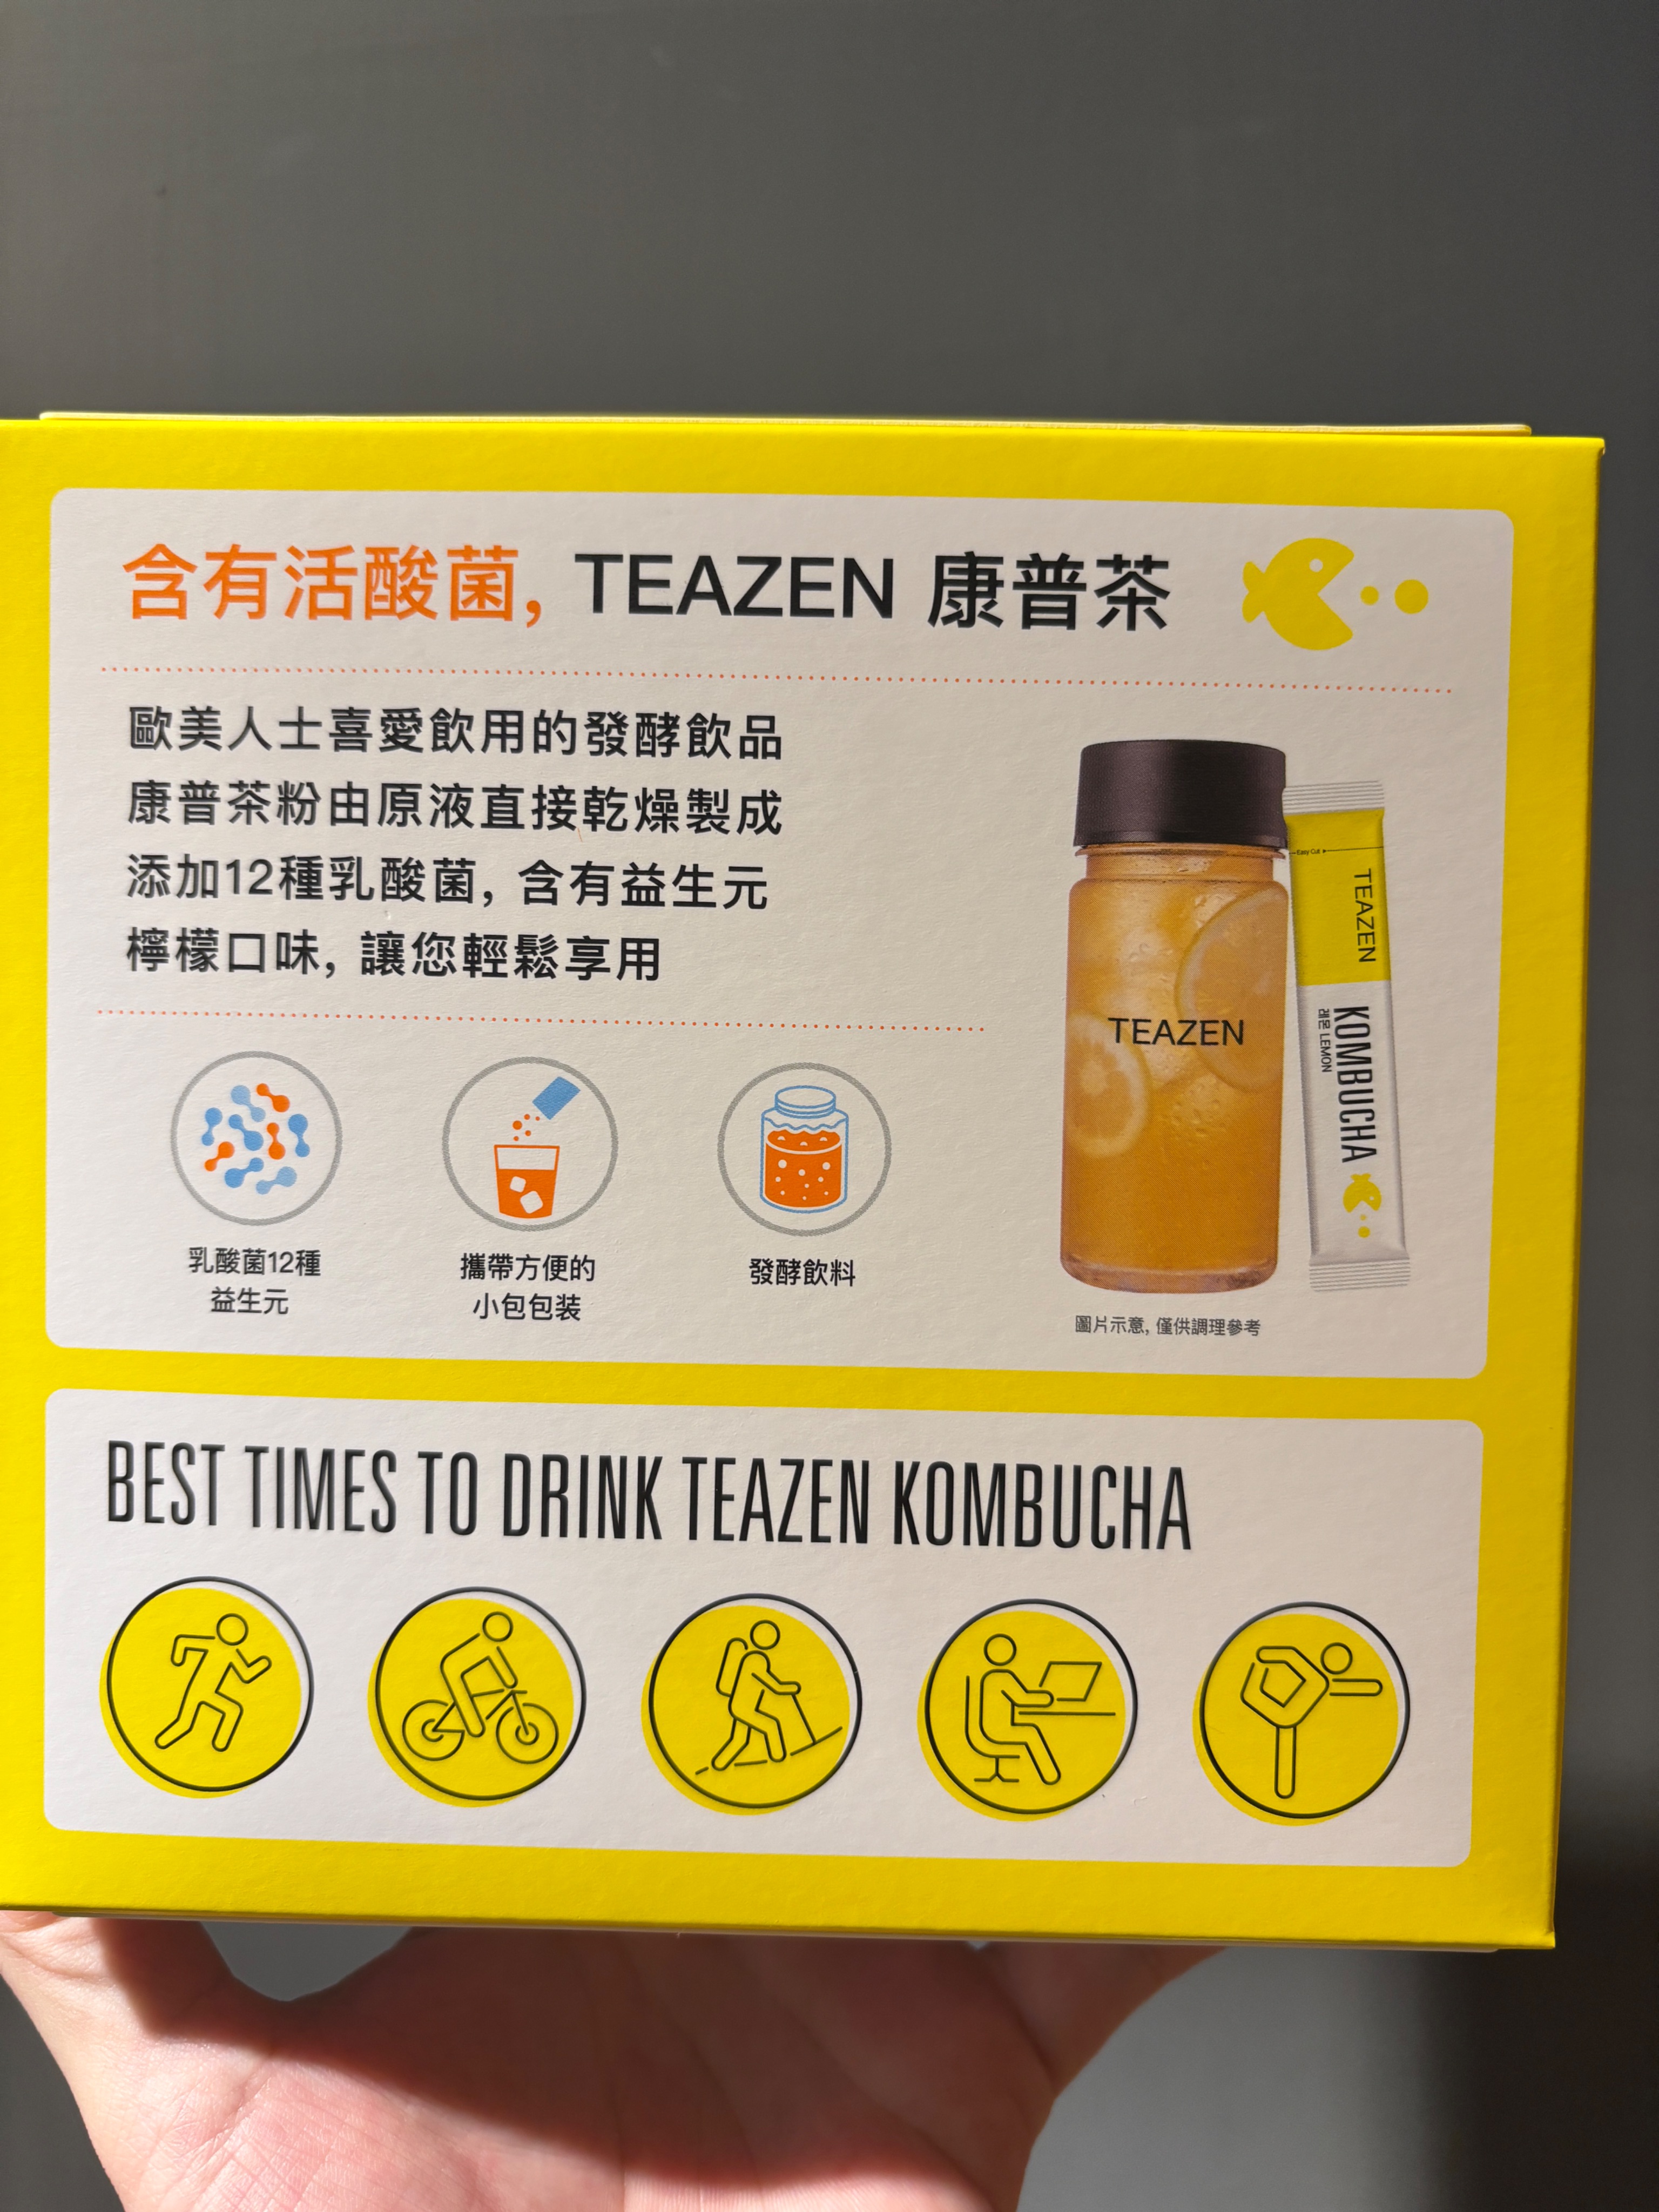 含有活酸菌, TEAZEN 康普茶
歐美人士喜愛飲用的發酵飲品
康普茶粉由原液直接乾燥製成
添加12種乳酸菌, 含有益生元
檸檬口味, 讓您輕鬆享用
乳酸菌12種
益生元
攜帶方便的
小包包裝
發酵飲料
TEAZEN
Easy Cut
TEAZEN
KOMBUCHA
레몬 LEMON
圖片示意, 僅供調理參考
BEST TIMES TO DRINK TEAZEN KOMBUCHA